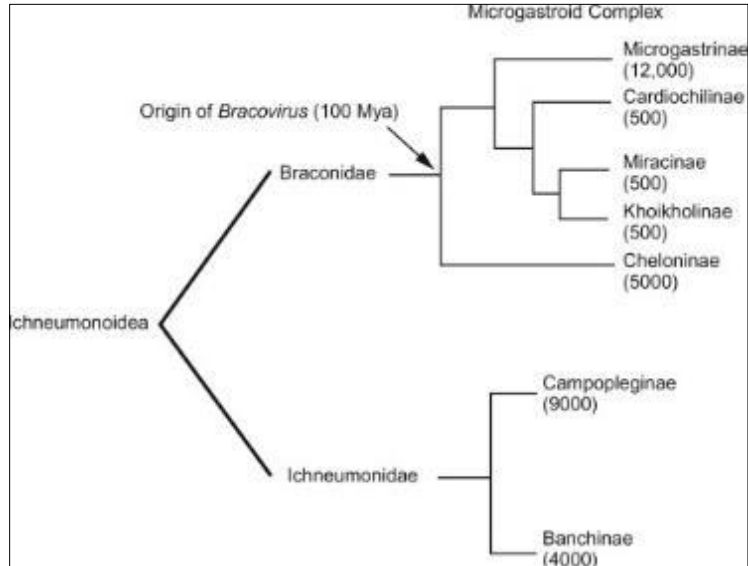 Microgastroid Complex
Microgastrinae
(12,000)
Origin of Bracovirus (100 Mya)
Cardiochilinae
(500)
Braconidae
Miracinae
(500)
Khoikholinae
(500)
Cheloninae
(5000)
Ichneumonoidea
Campopleginae
(9000)
Ichneumonidae
Banchinae
(4000)